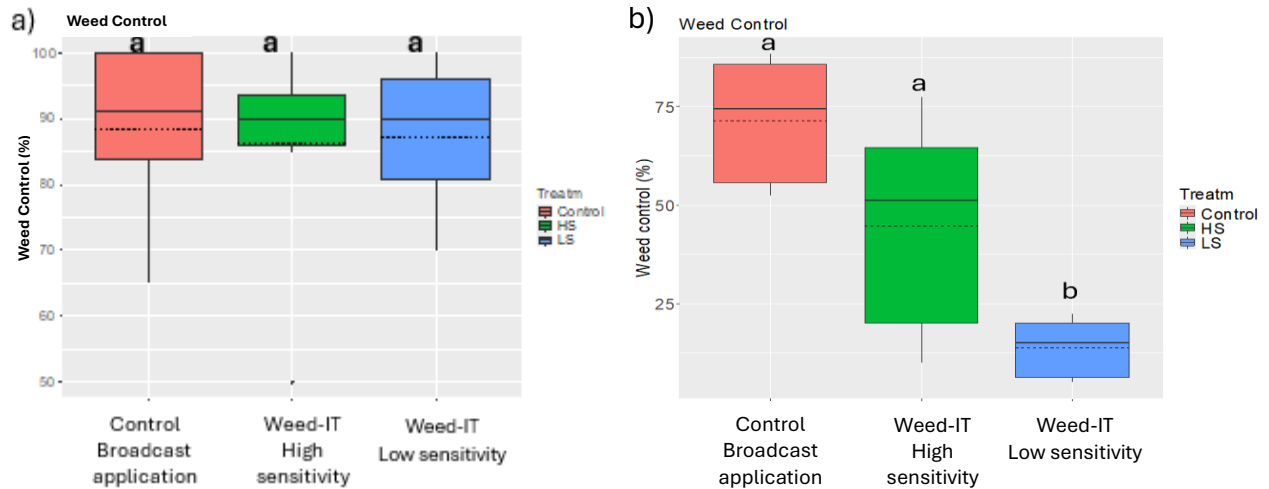 a)
Weed Control
a a a
100
90
80
70
60
50
Weed Control (%)
Treatm
Control
HS
LS
Control
Broadcast
application
Weed-IT
High
sensitivity
Weed-IT
Low sensitivity
b)
Weed Control
a
a
b
75
50
25
Weed control (%)
Treatm
Control
HS
LS
Control
Broadcast
application
Weed-IT
High
sensitivity
Weed-IT
Low sensitivity